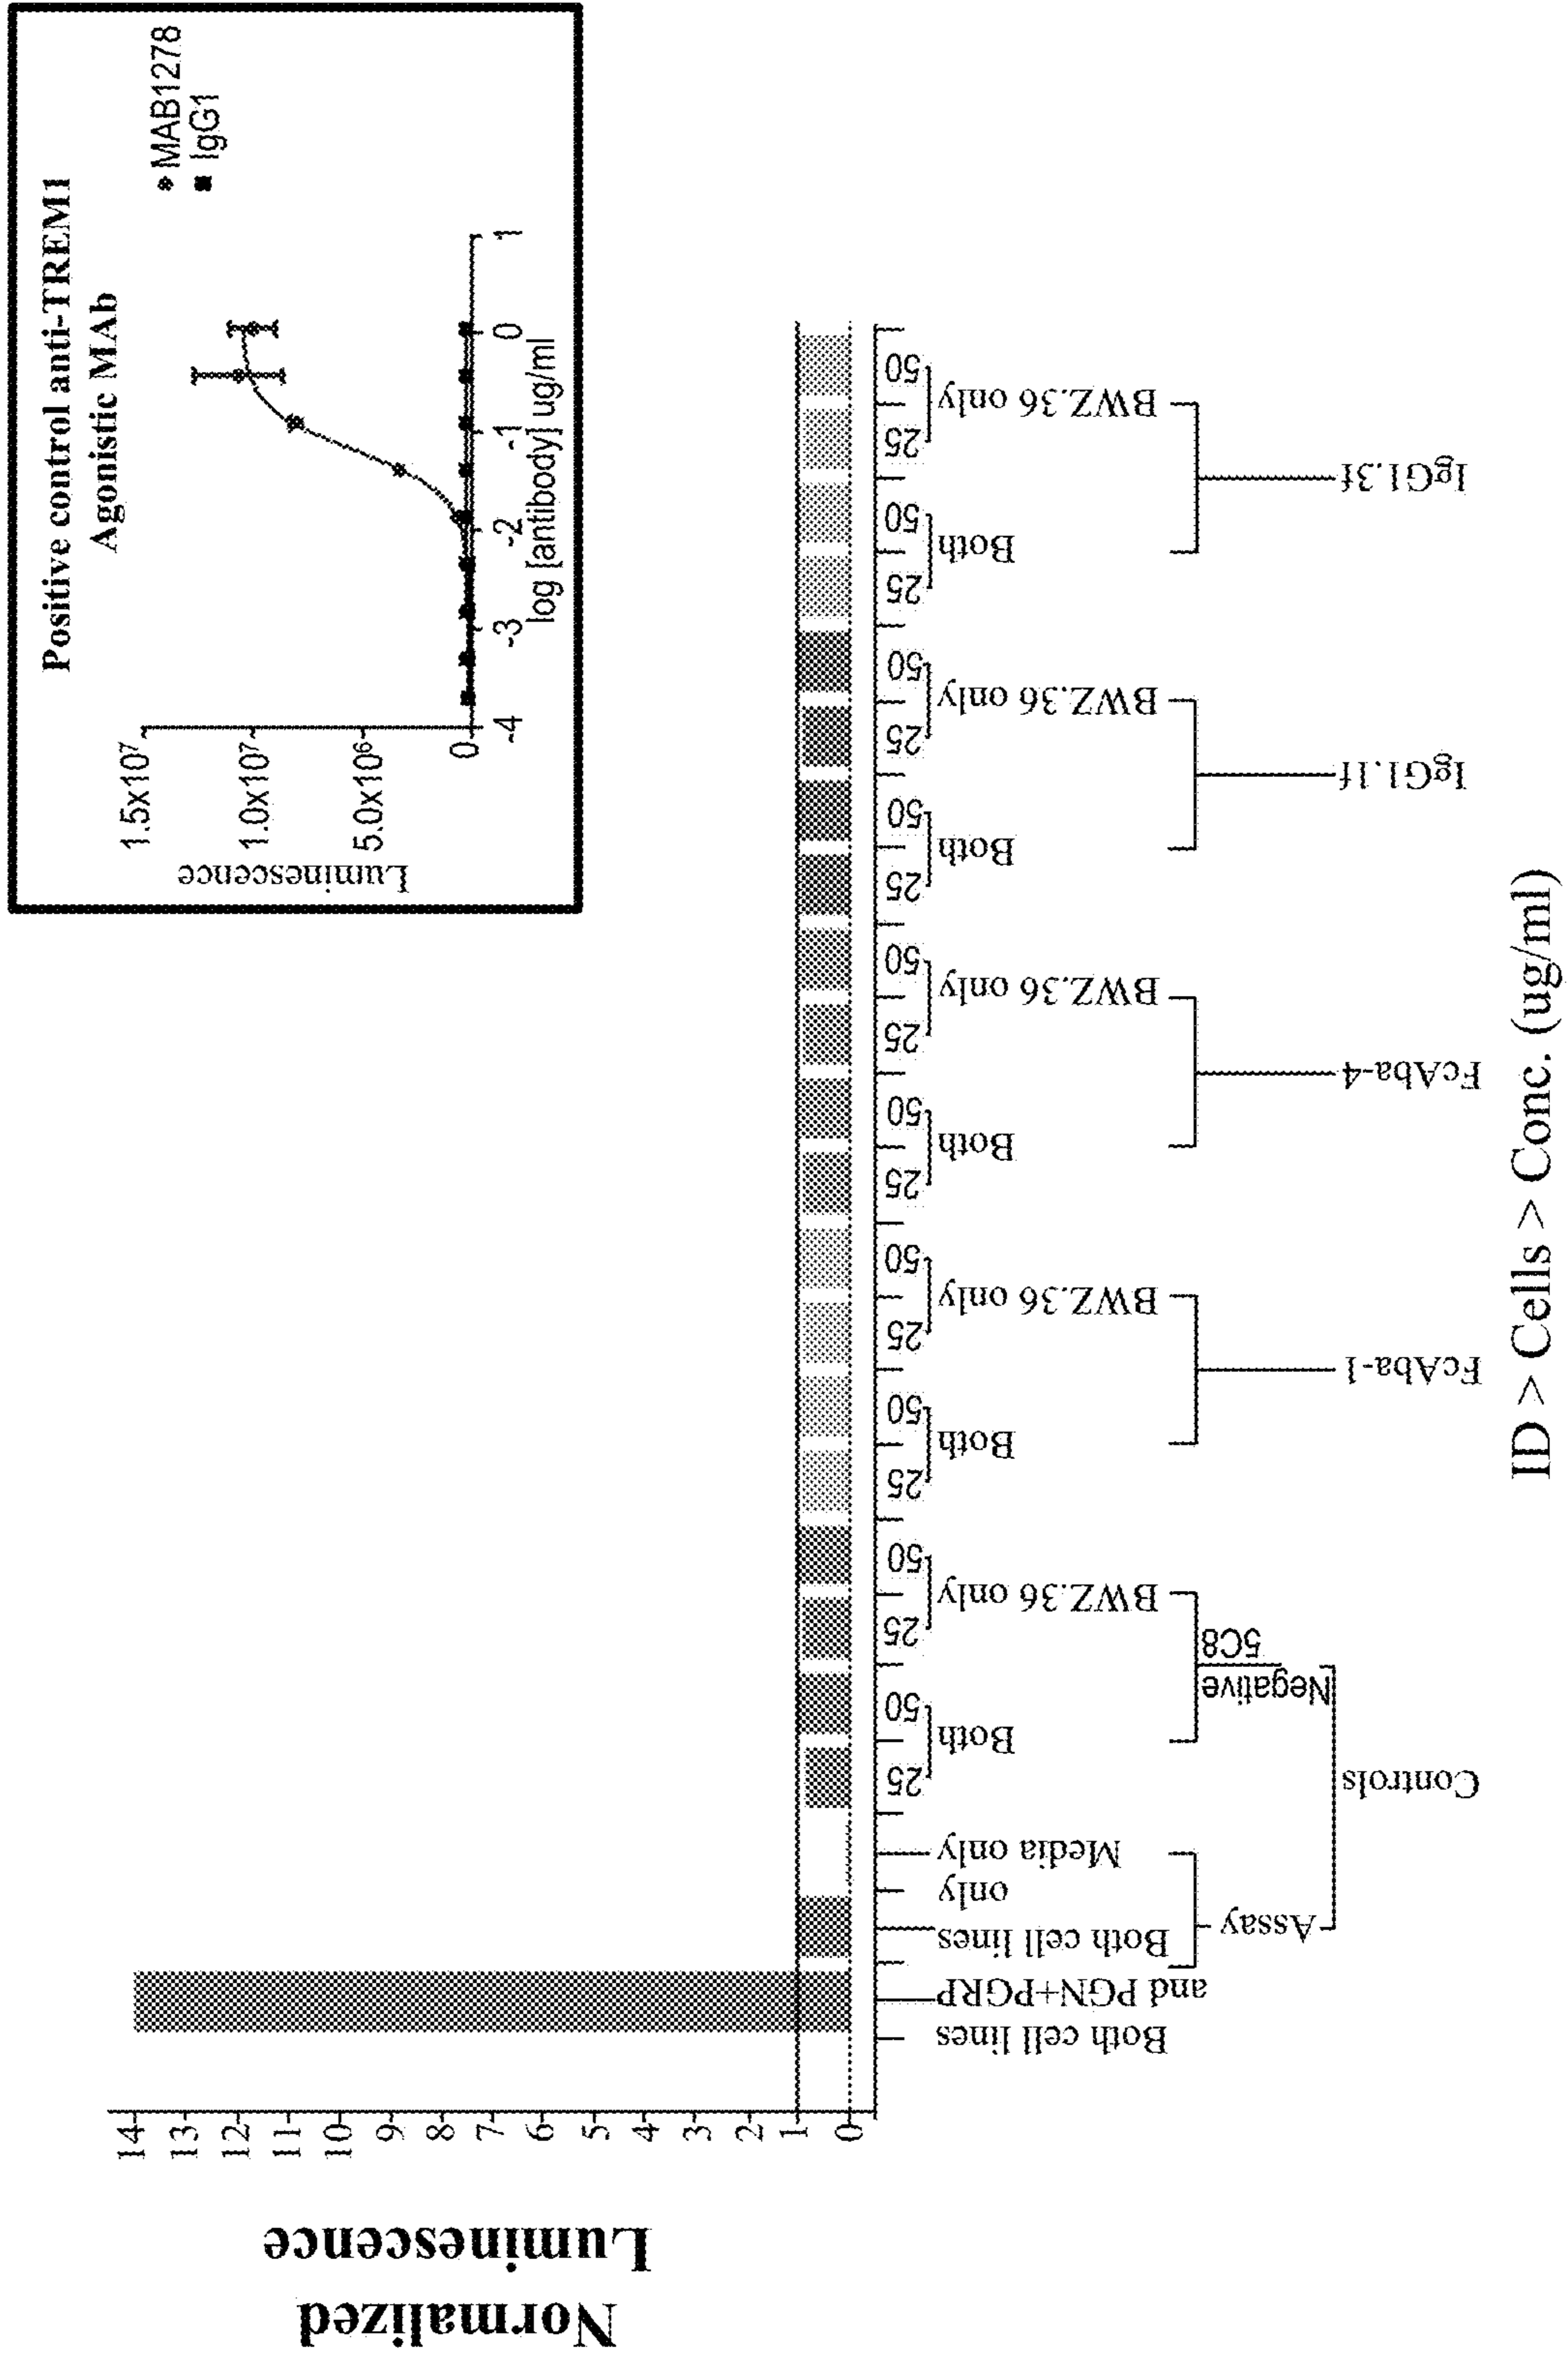 Positive control anti-TREM1
Agonistic MAb
MAB1278
IgG1
Luminescence
1.5x10⁷
1.0x10⁷
5.0x10⁶
0
-4
-3
-2
-1
0
1
log [antibody] ug/ml
Normalized
Luminescence
14
13
12
11
10
9
8
7
6
5
4
3
2
1
0
Both cell lines
and PGN+PGRP
Both cell lines
only
Media only
Assay
25
50
Both
25
50
BWZ.36 only
Negative
5C8
Controls
25
50
Both
25
50
BWZ.36 only
FcAba-1
25
50
Both
25
50
BWZ.36 only
FcAba-4
25
50
Both
25
50
BWZ.36 only
IgG1.1f
25
50
Both
25
50
BWZ.36 only
IgG1.3f
ID > Cells > Conc. (ug/ml)